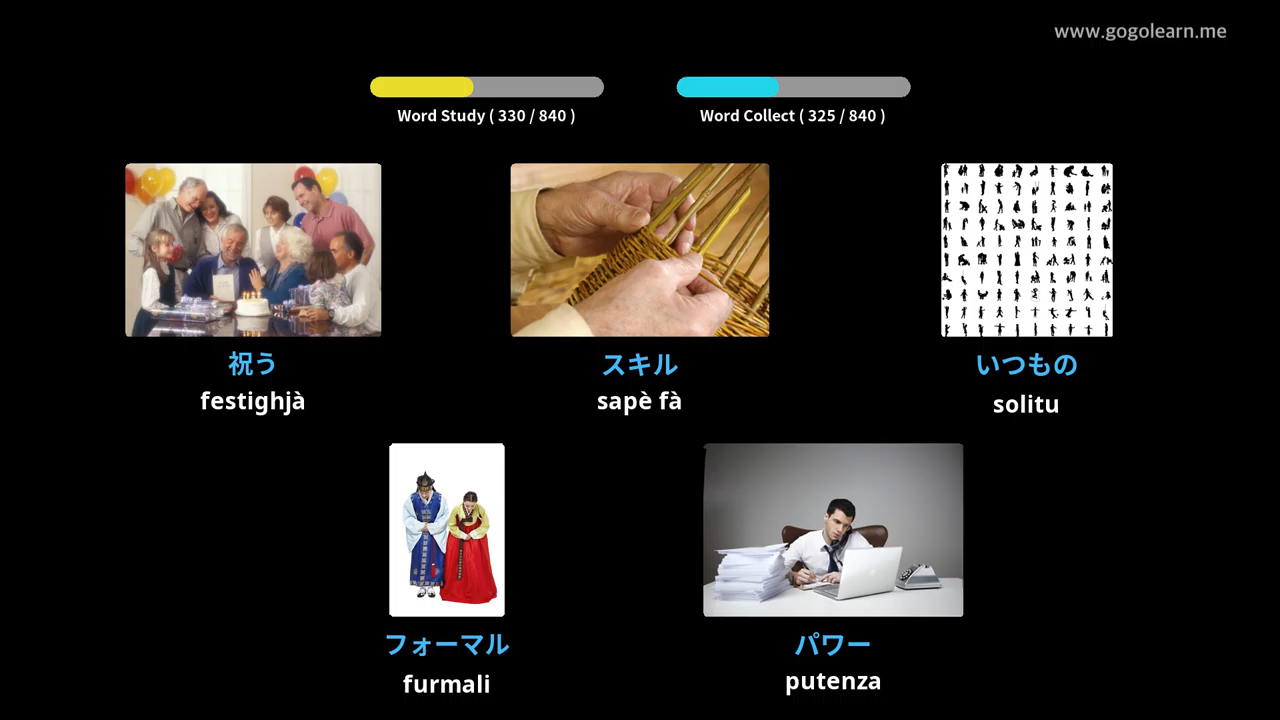 www.gogolearn.me
Word Study ( 330 / 840 )
Word Collect ( 325 / 840 )
祝う
スキル
いつもの
festighjà
sapè fà
solitu
フォーマル
パワー
furmali
putenza